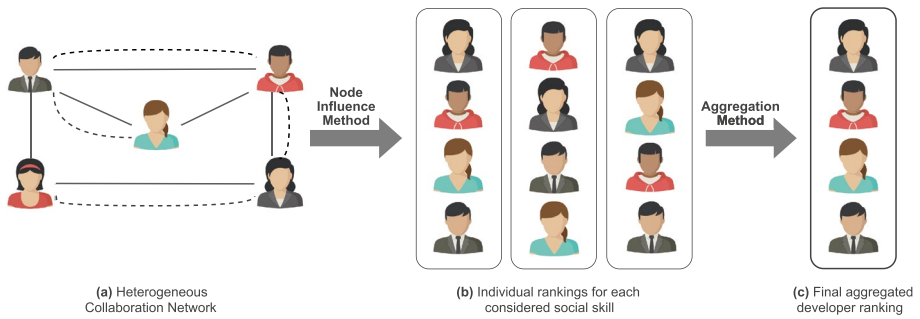 Node
Influence
Method
Aggregation
Method
(a) Heterogeneous
Collaboration Network
(b) Individual rankings for each
considered social skill
(c) Final aggregated
developer ranking